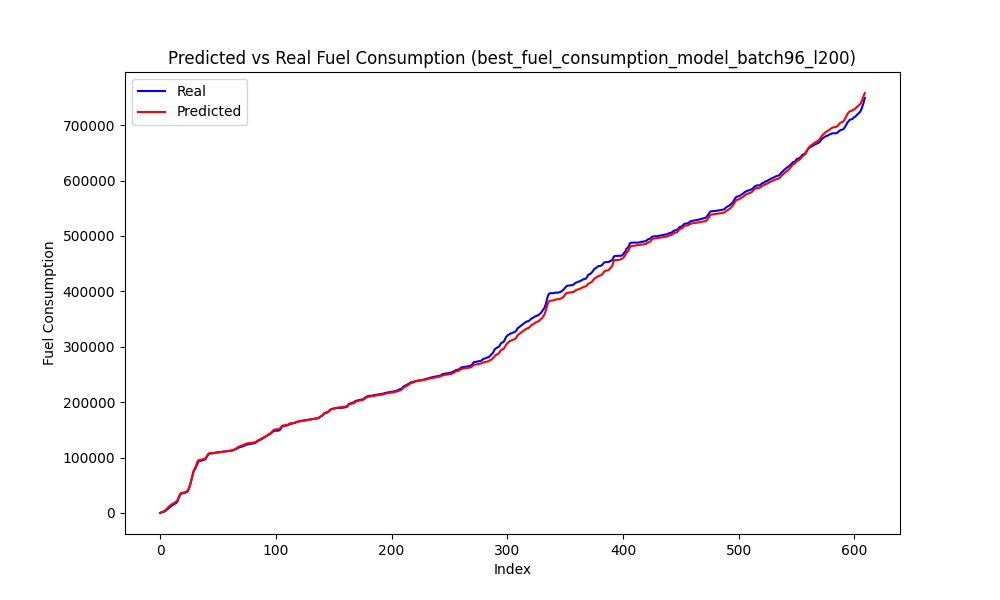 Predicted vs Real Fuel Consumption (best_fuel_consumption_model_batch96_l200)
Real
Predicted
Fuel Consumption
700000
600000
500000
400000
300000
200000
100000
0
0 100 200 300 400 500 600
Index